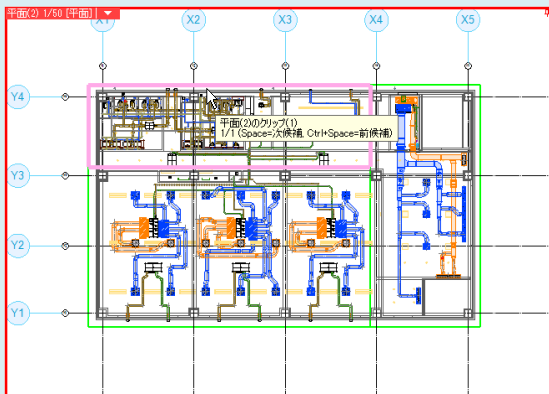 平面(2) 1/50 [平面]
X1 X2 X3 X4 X5
Y4
平面(2)のクリップ(1)
1/1 (Space=次候補, Ctrl+Space=前候補)
Y3
Y2
Y1